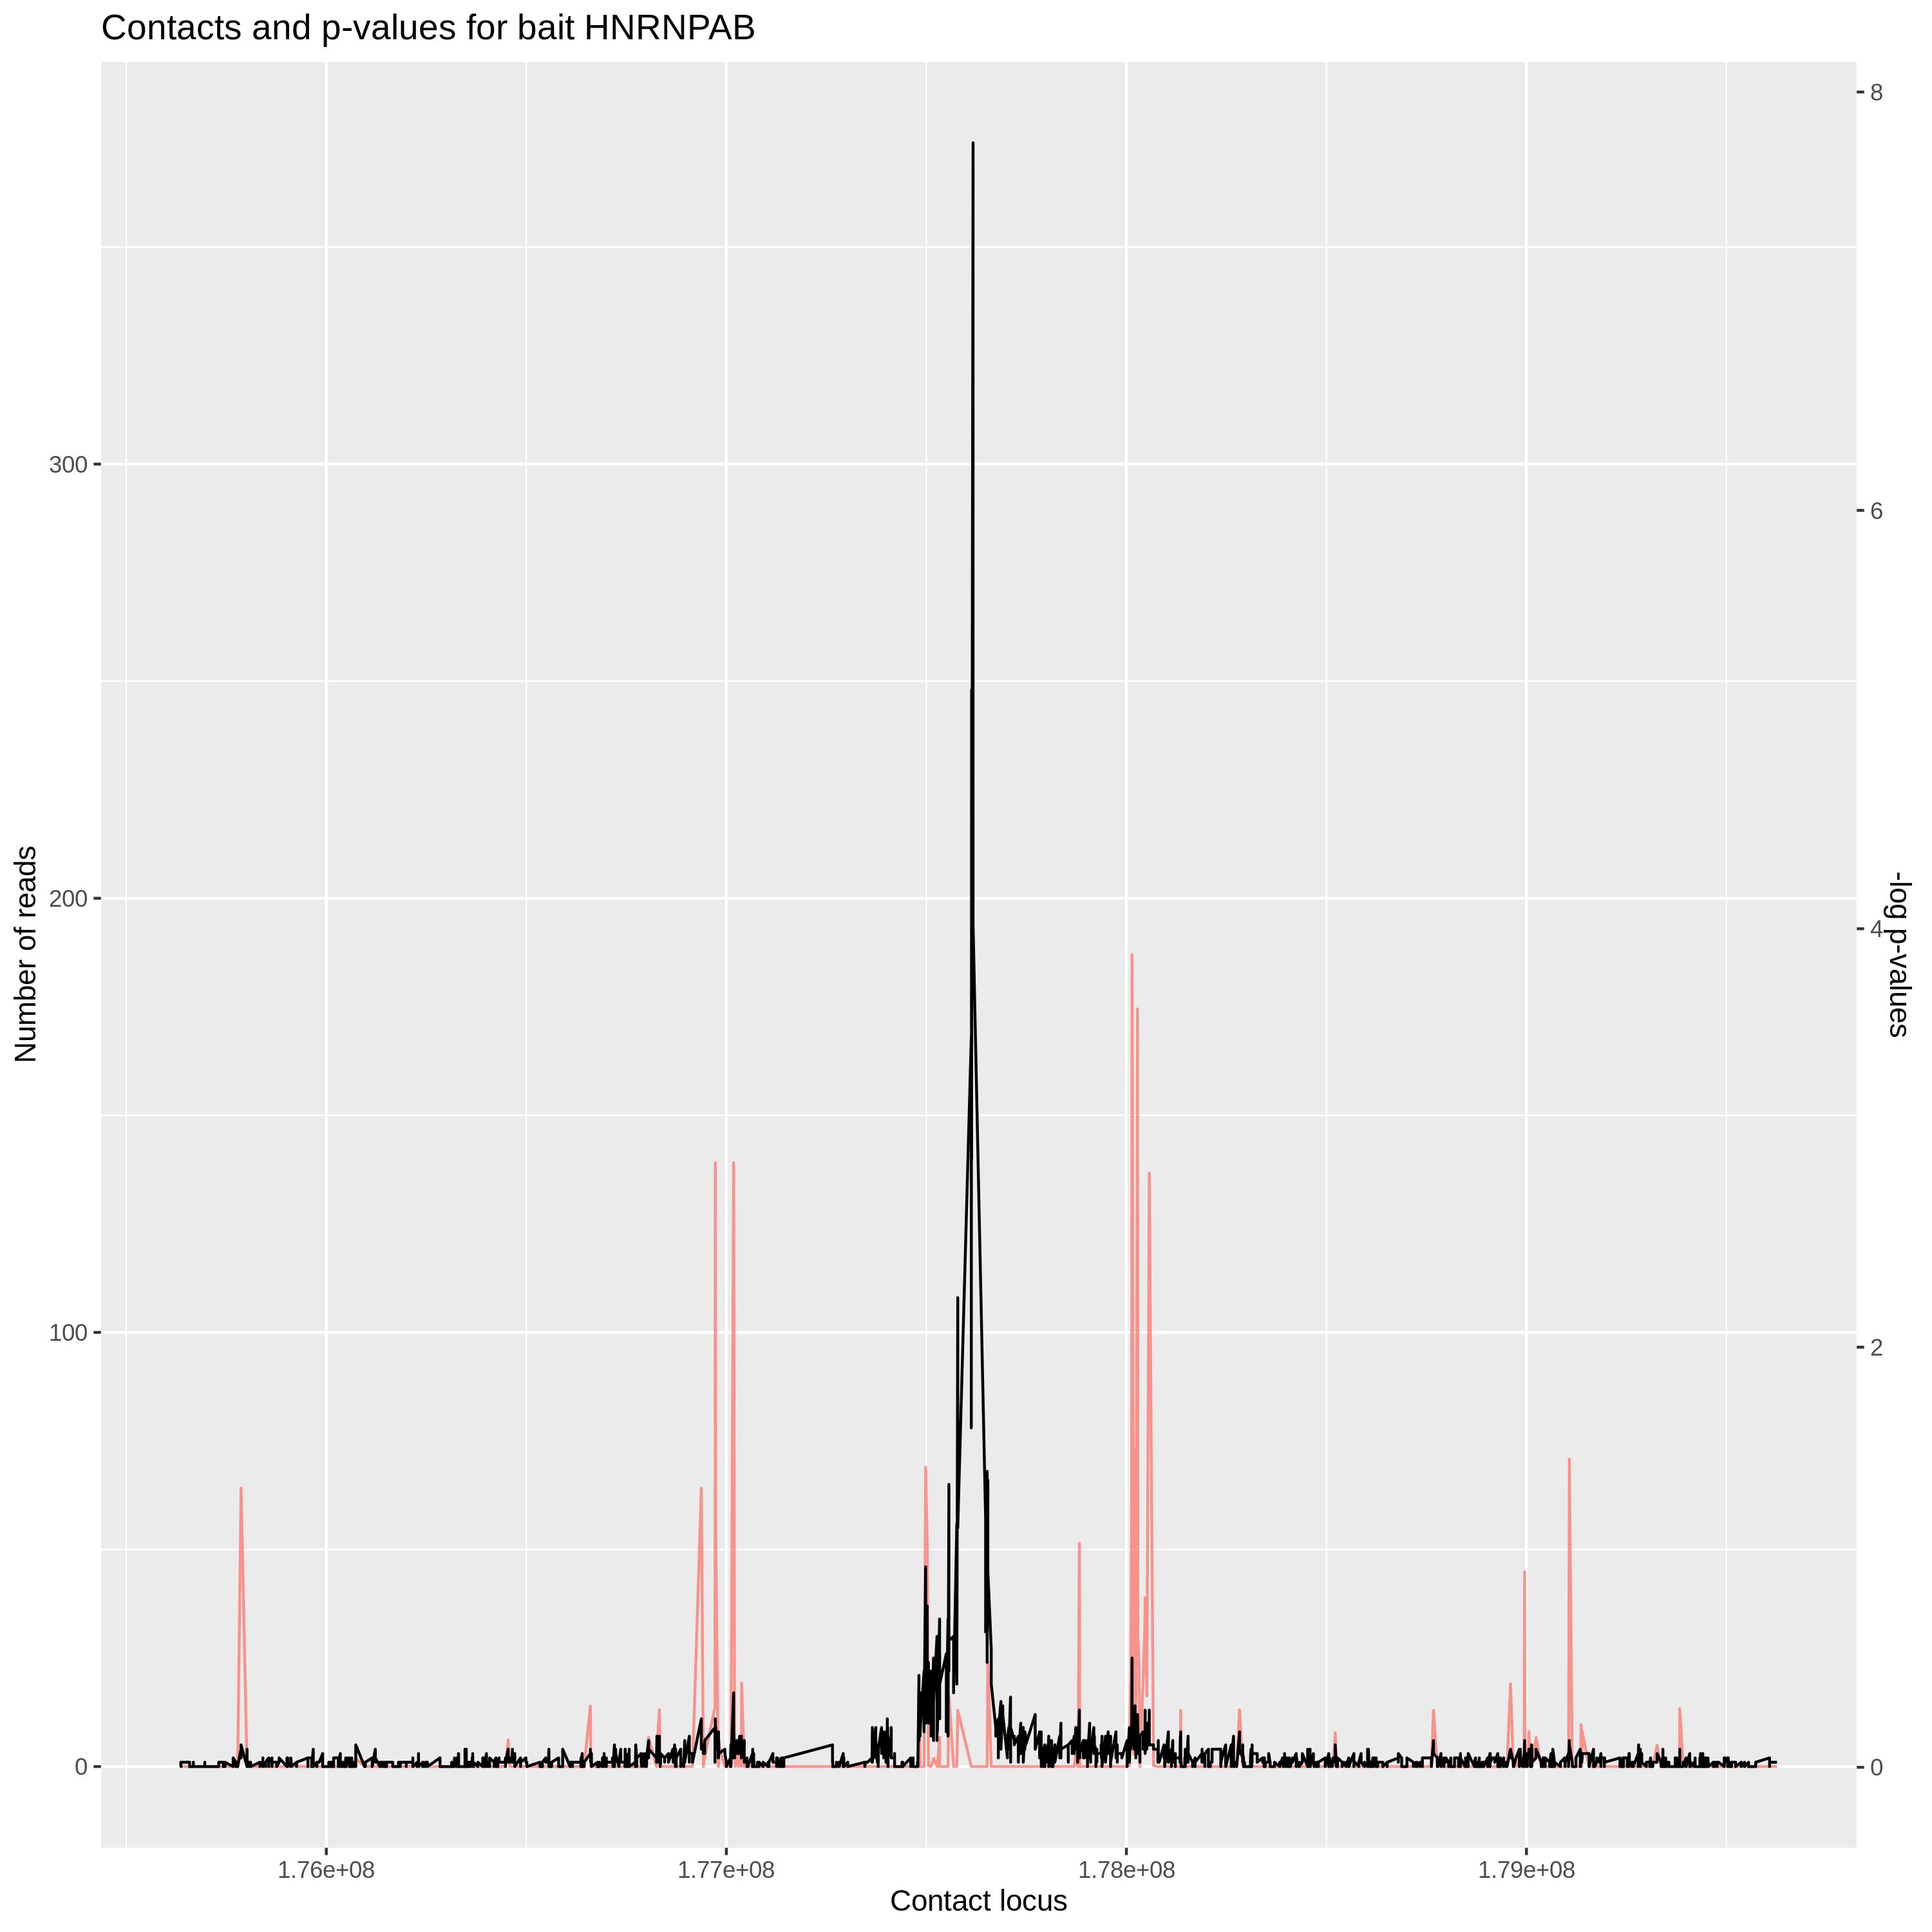 Contacts and p-values for bait HNRNPAB
Number of reads
300
200
100
0
8
6
4
2
0
-log p-values
1.76e+08 1.77e+08 1.78e+08 1.79e+08
Contact locus